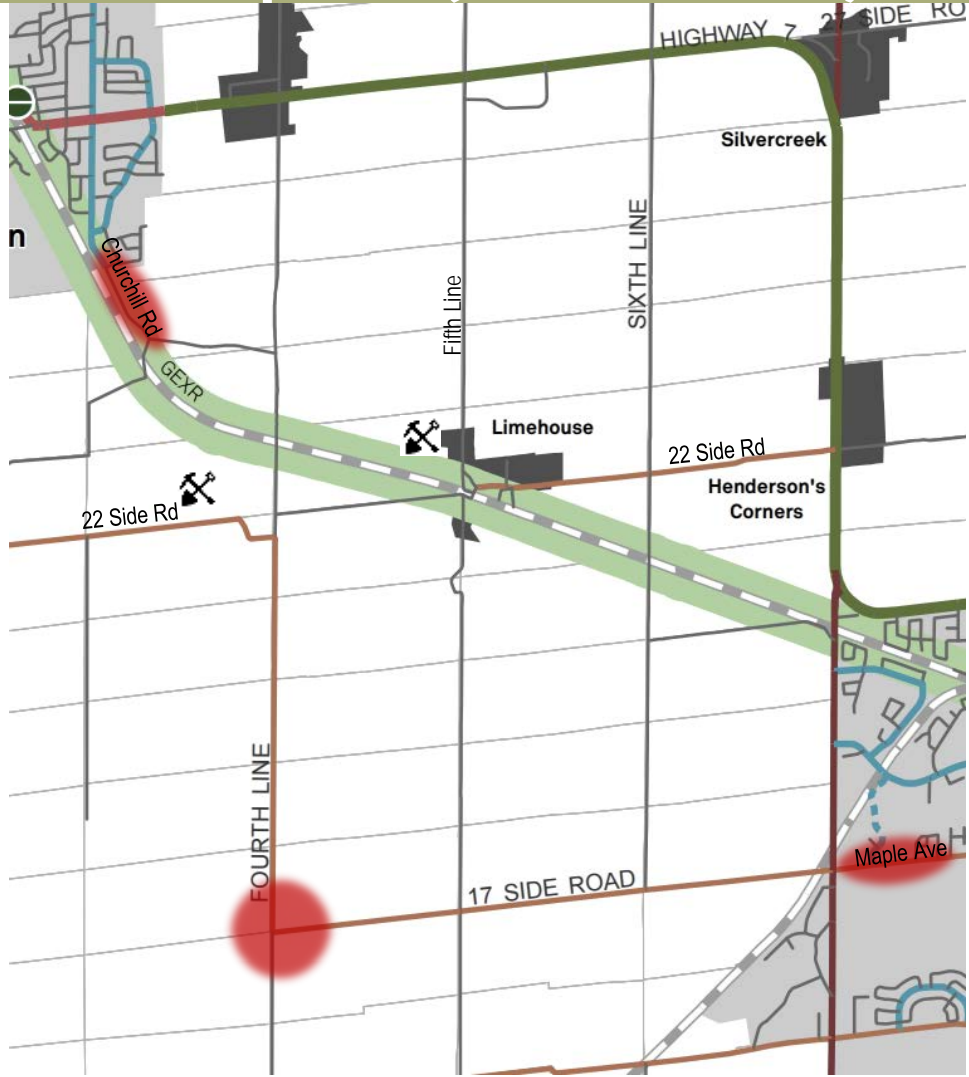 27 SIDE RO
HIGHWAY 7
Silvercreek
n
Churchill Rd
SIXTH LINE
Fifth Line
GEXR
Limehouse
22 Side Rd
Henderson's
Corners
22 Side Rd
FOURTH LINE
17 SIDE ROAD
Maple Ave
H